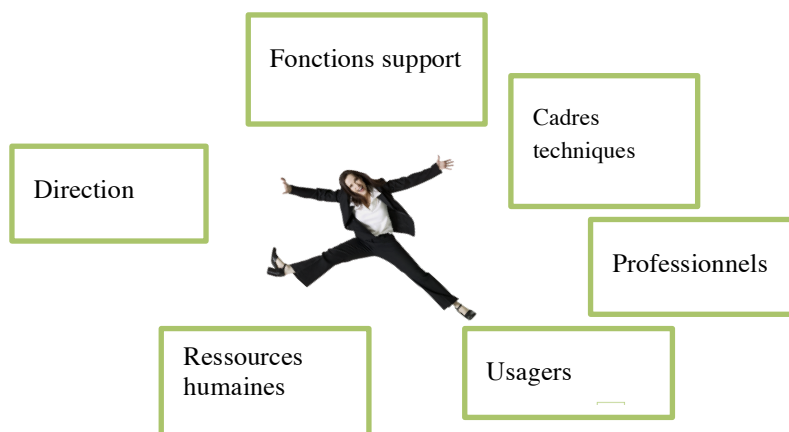 Fonctions support
Cadres
techniques
Direction
Professionnels
Ressources
humaines
Usagers